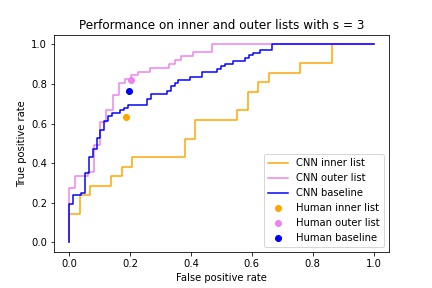 Performance on inner and outer lists with s = 3
True positive rate
1.0
0.8
0.6
0.4
0.2
0.0
CNN inner list
CNN outer list
CNN baseline
Human inner list
Human outer list
Human baseline
0.0 0.2 0.4 0.6 0.8 1.0
False positive rate